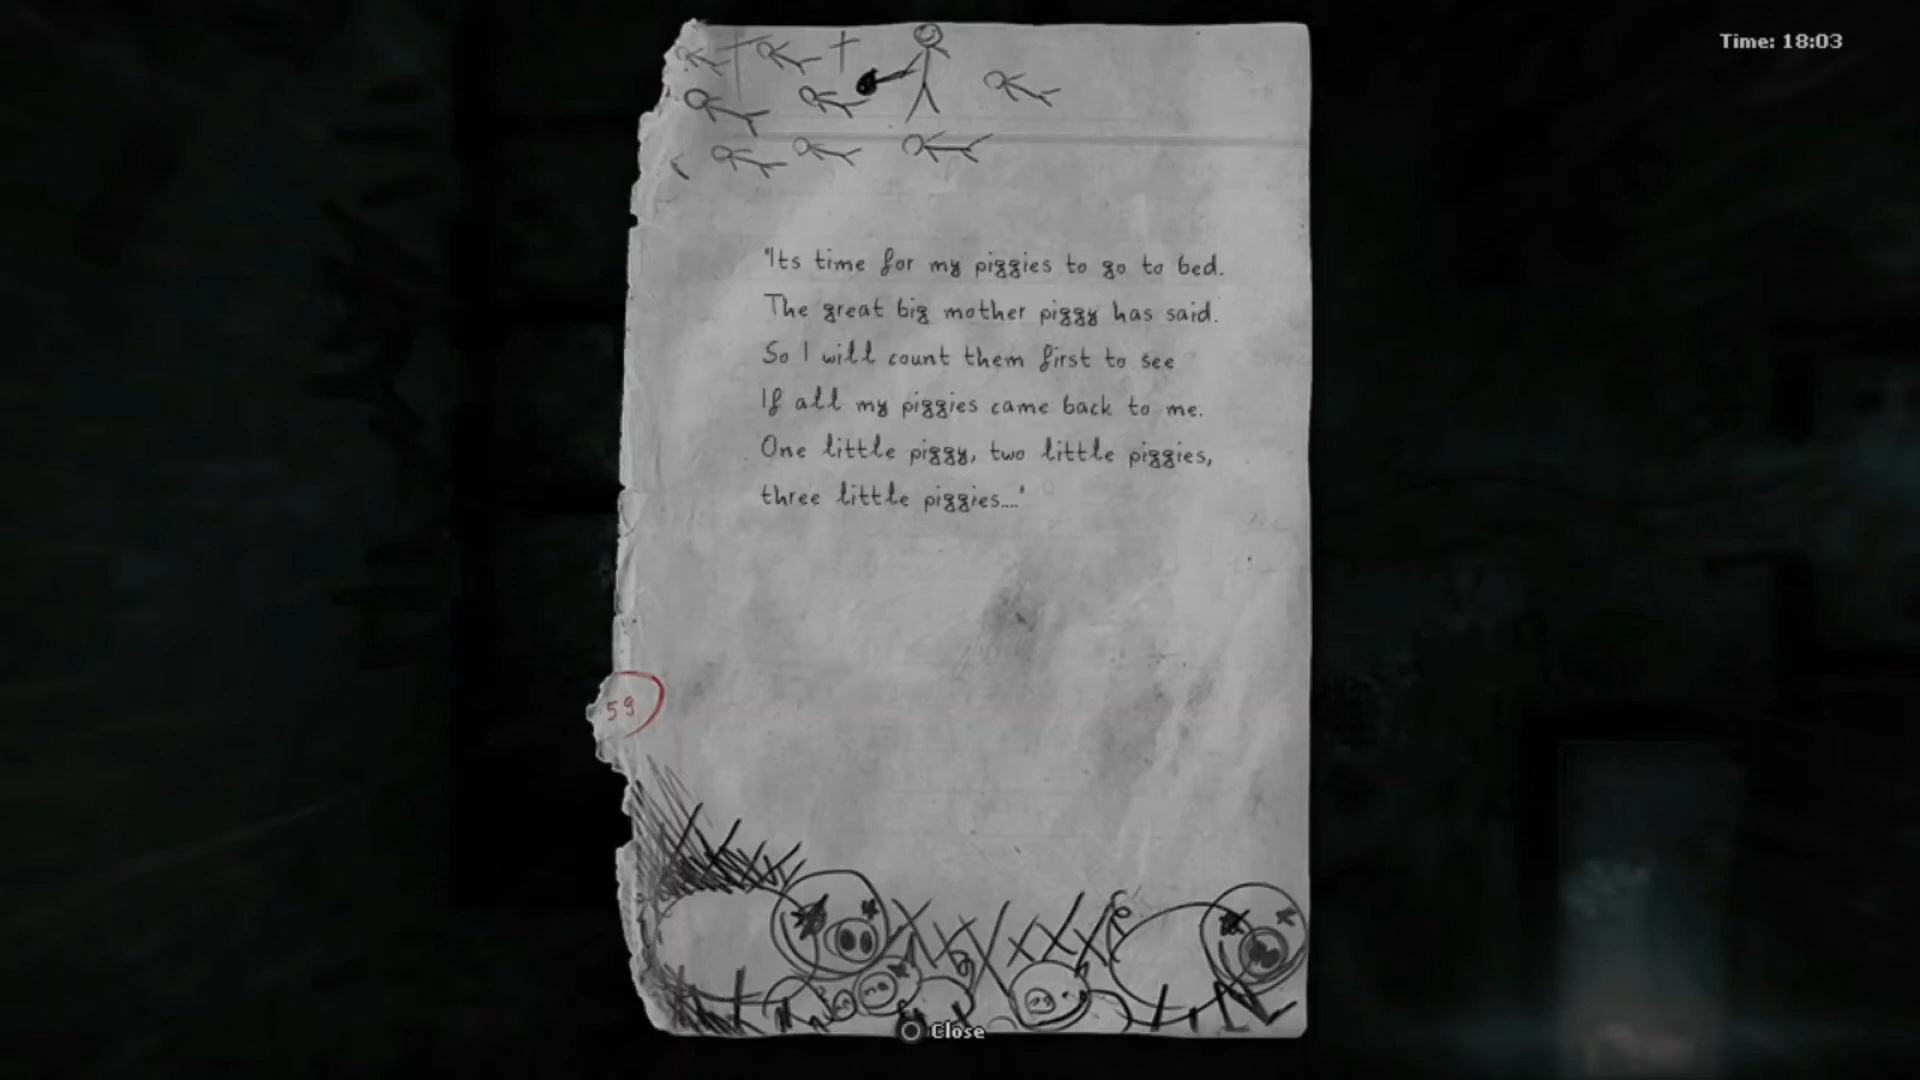 Time: 18:03
"Its time for my piggies to go to bed.
The great big mother piggy has said.
So I will count them first to see
If all my piggies came back to me.
One little piggy, two little piggies,
three little piggies...."
59
Close